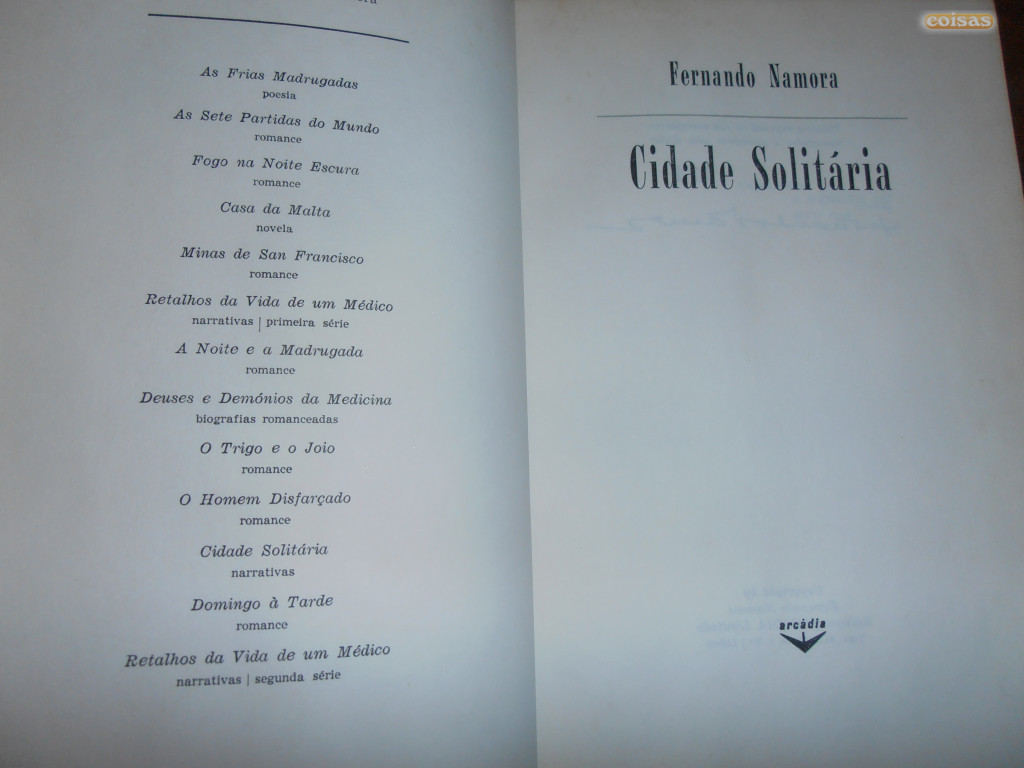 As Frias Madrugadas
poesia
As Sete Partidas do Mundo
romance
Fogo na Noite Escura
romance
Casa da Malta
novela
Minas de San Francisco
romance
Retalhos da Vida de um Médico
narrativas | primeira série
A Noite e a Madrugada
romance
Deuses e Demónios da Medicina
biografias romanceadas
O Trigo e o Joio
romance
O Homem Disfarçado
romance
Cidade Solitária
narrativas
Domingo à Tarde
romance
Retalhos da Vida de um Médico
narrativas | segunda série
coisas
Fernando Namora
Cidade Solitária
arcádia